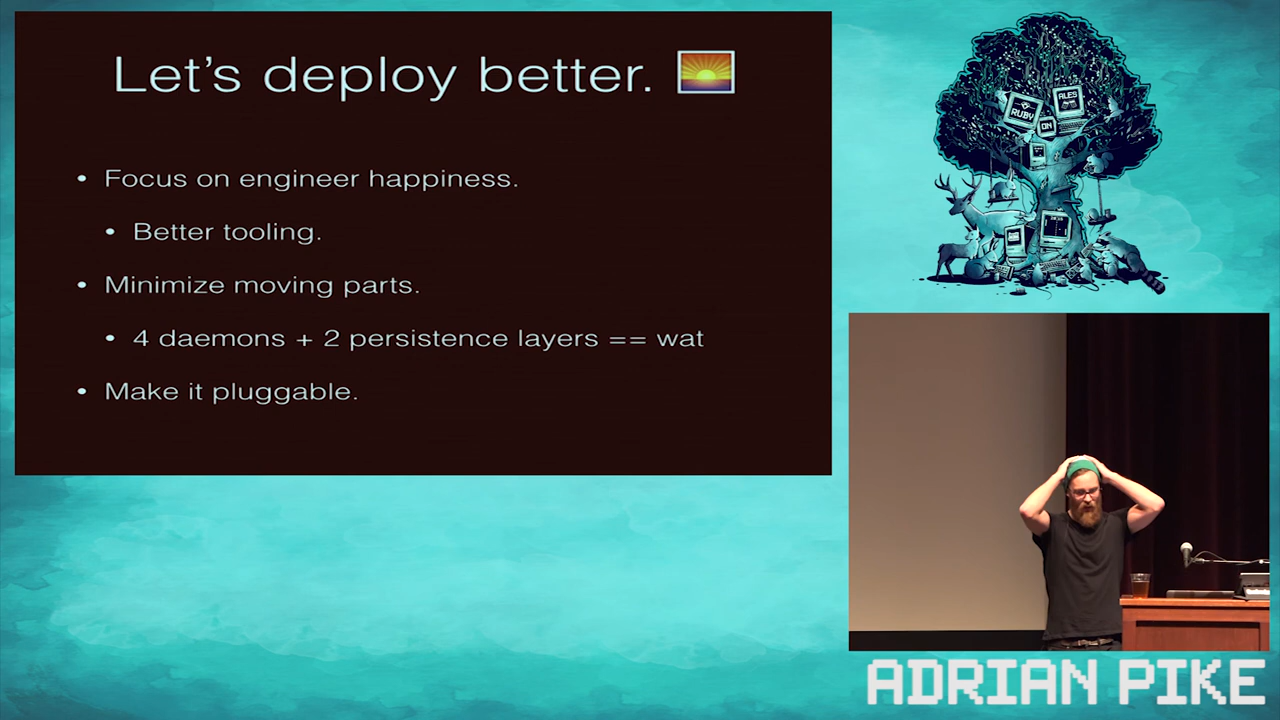 Let's deploy better. 🌅
• Focus on engineer happiness.
• Better tooling.
• Minimize moving parts.
• 4 daemons + 2 persistence layers == wat
• Make it pluggable.
RUBY
ON
ALES
ADRIAN PIKE